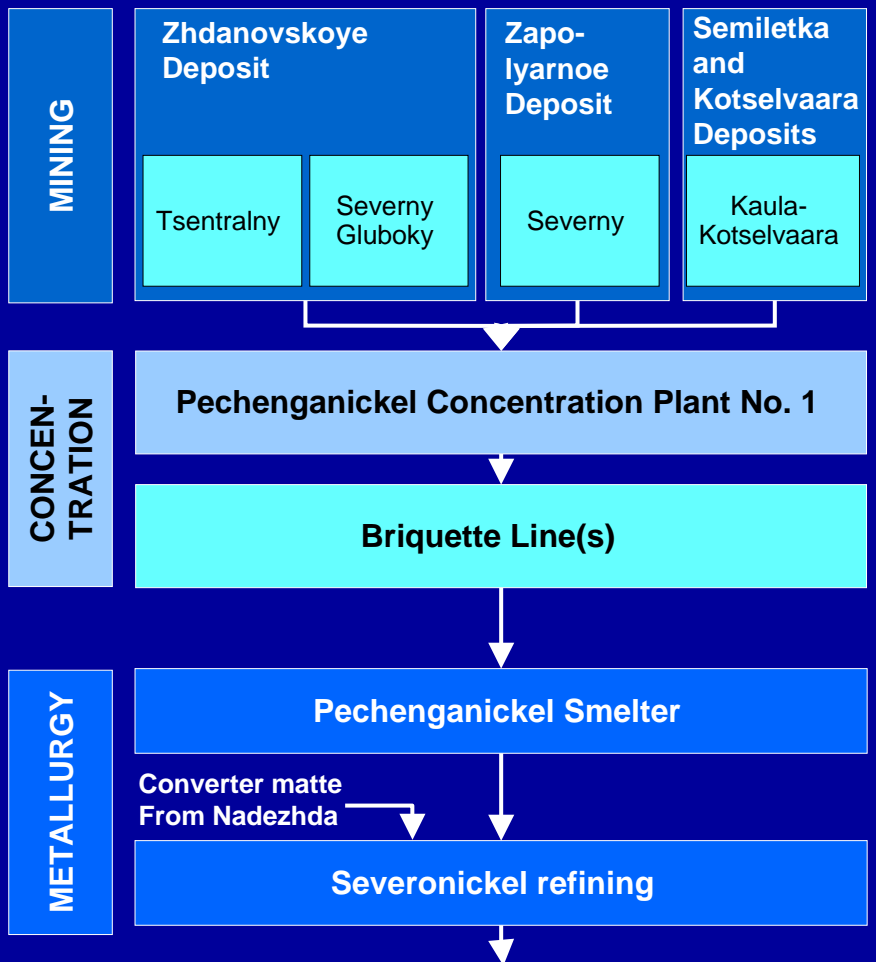 MINING
Zhdanovskoye
Deposit
Tsentralny
Severny
Gluboky
Zapo-
lyarnoe
Deposit
Severny
Semiletka
and
Kotselvaara
Deposits
Kaula-
Kotselvaara
CONCEN-
TRATION
Pechenganickel Concentration Plant No. 1
Briquette Line(s)
METALLURGY
Pechenganickel Smelter
Converter matte
From Nadezhda
Severonickel refining